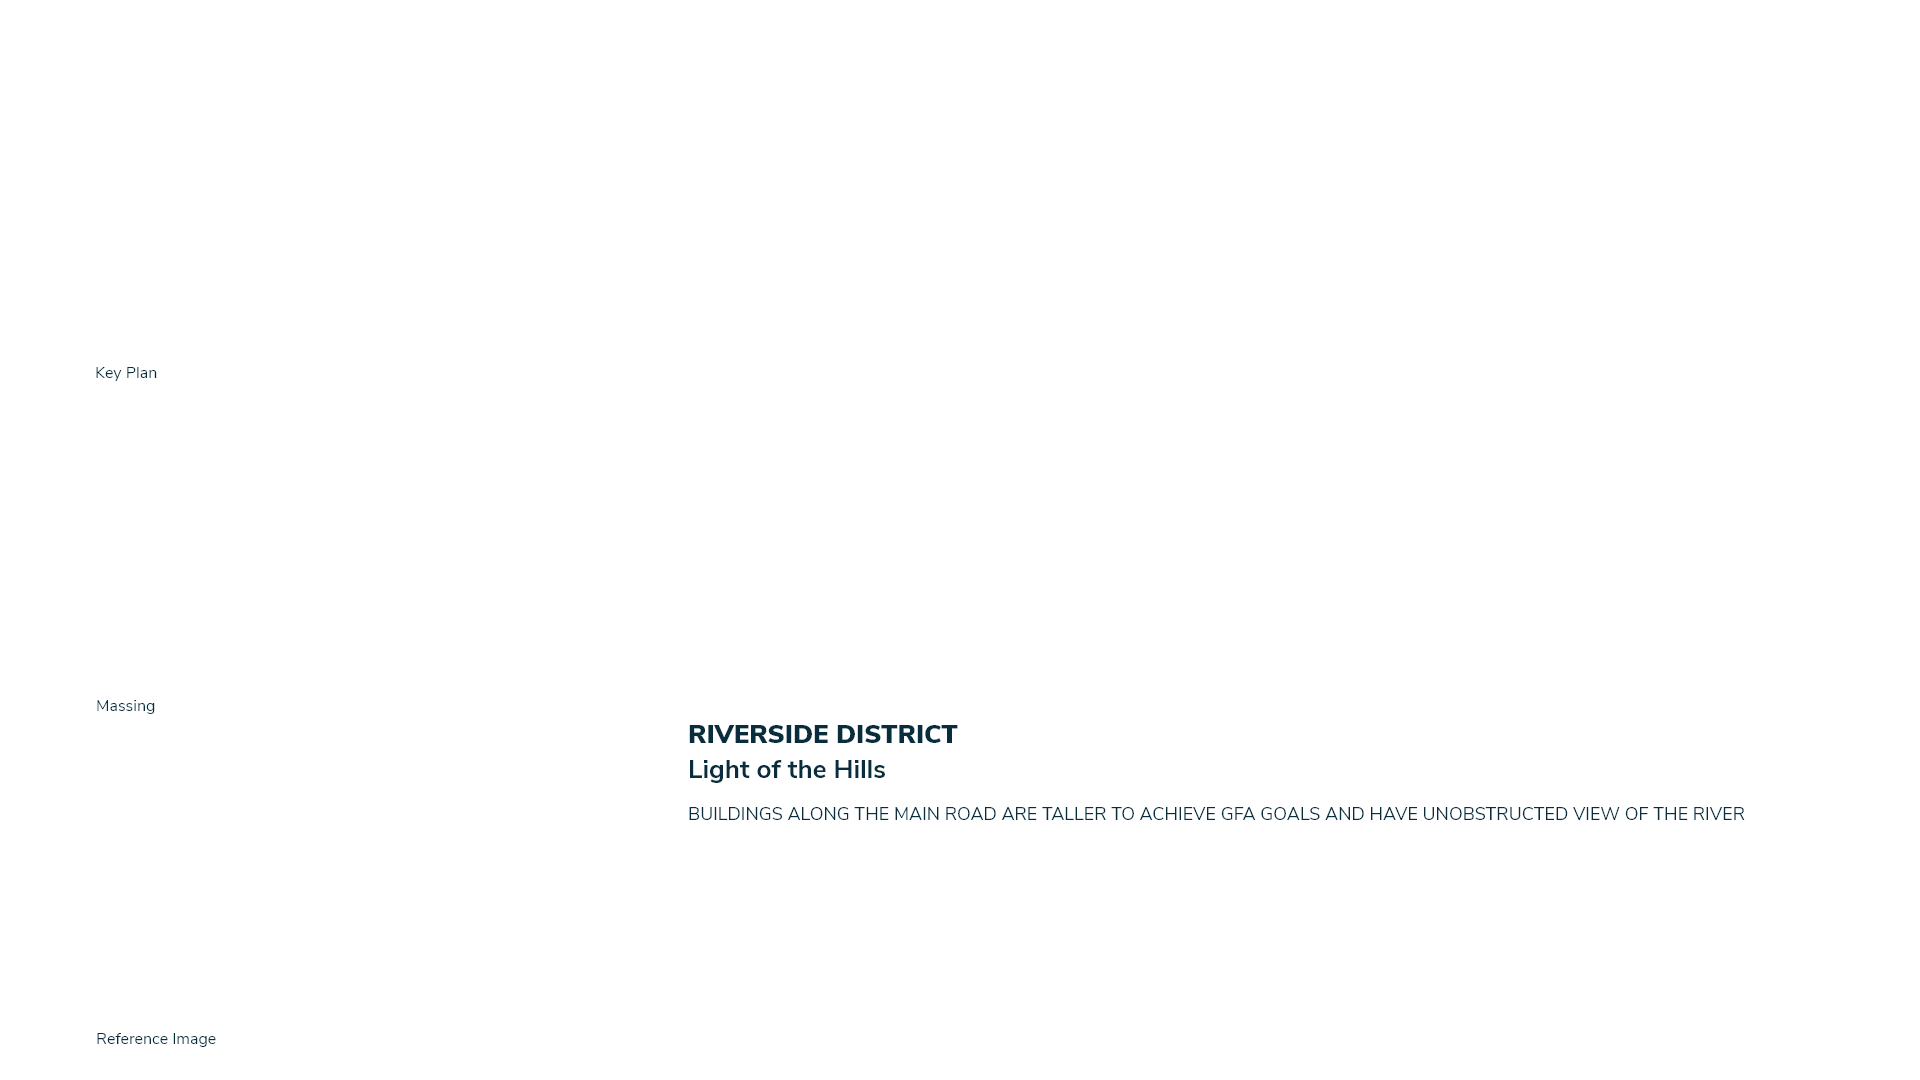 Key Plan
Massing
RIVERSIDE DISTRICT
Light of the Hills
BUILDINGS ALONG THE MAIN ROAD ARE TALLER TO ACHIEVE GFA GOALS AND HAVE UNOBSTRUCTED VIEW OF THE RIVER
Reference Image